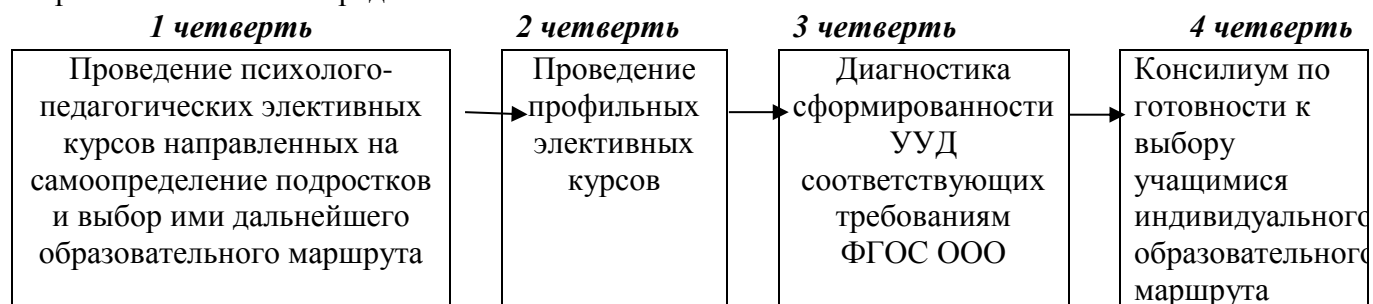 1 четверть
Проведение психолого-
педагогических элективных
курсов направленных на
самоопределение подростков
и выбор ими дальнейшего
образовательного маршрута
2 четверть
Проведение
профильных
элективных
курсов
3 четверть
Диагностика
сформированности
УУД
соответствующих
требованиям
ФГОС ООО
4 четверть
Консилиум по
готовности к
выбору
учащимися
индивидуального
образовательного
маршрута